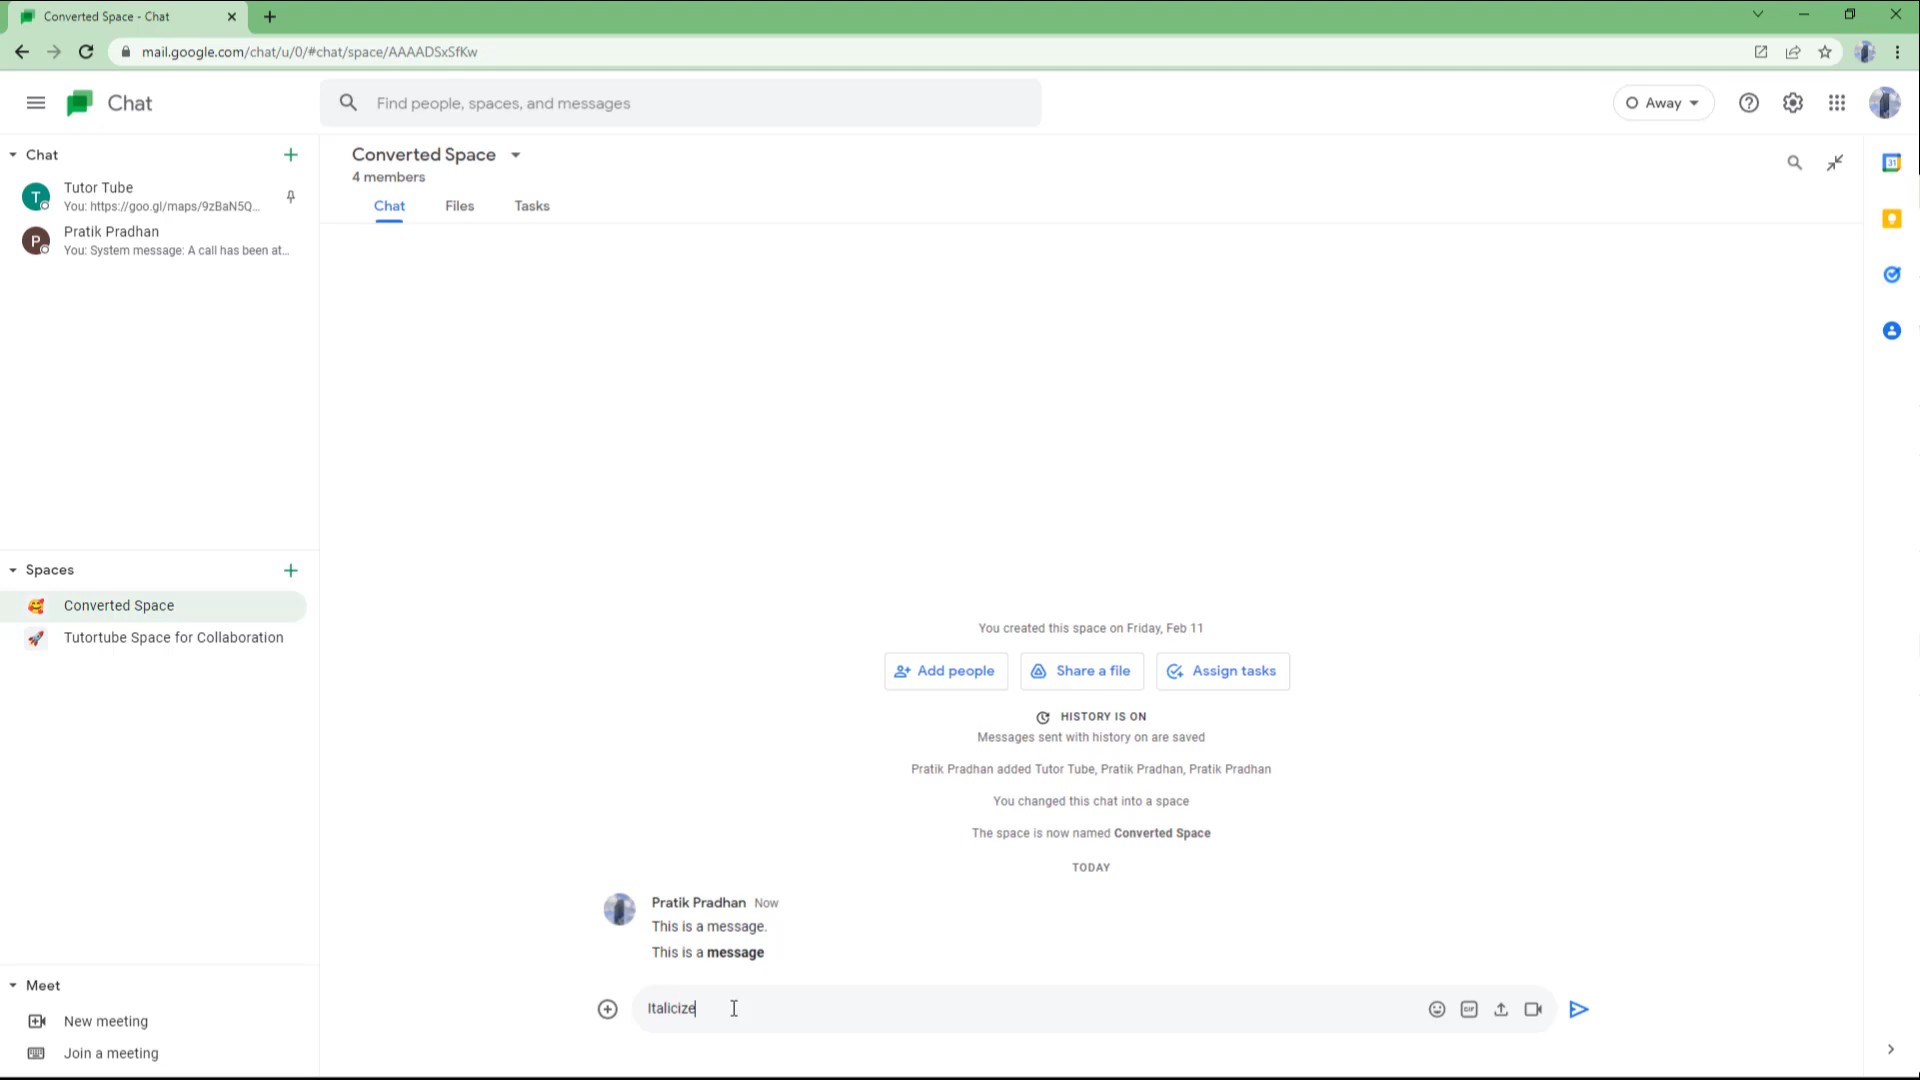 Converted Space - Chat
mail.google.com/chat/u/0/#chat/space/AAAADSxSfKw
Chat
Find people, spaces, and messages
Away
Chat
T
Tutor Tube
You: https://goo.gl/maps/9zBaN5Q...
P
Pratik Pradhan
You: System message: A call has been at...
Spaces
Converted Space
Tutortube Space for Collaboration
Meet
New meeting
Join a meeting
Converted Space
4 members
Chat
Files
Tasks
You created this space on Friday, Feb 11
Add people
Share a file
Assign tasks
HISTORY IS ON
Messages sent with history on are saved
Pratik Pradhan added Tutor Tube, Pratik Pradhan, Pratik Pradhan
You changed this chat into a space
The space is now named Converted Space
TODAY
Pratik Pradhan Now
This is a message.
This is a message
Italicize
GIF
31